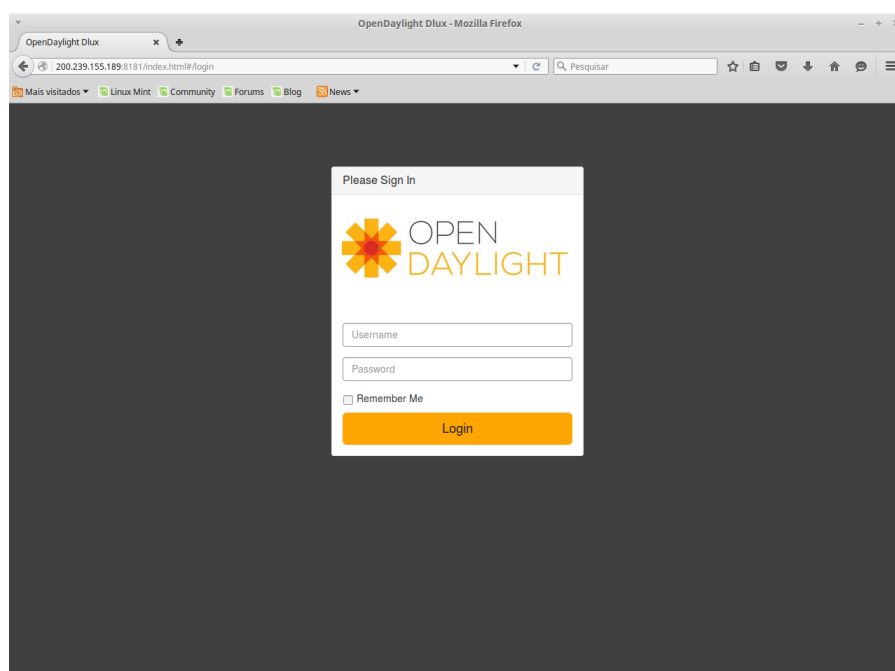 OpenDaylight Dlux - Mozilla Firefox
OpenDaylight Dlux
200.239.155.189:8181/index.html#/login
Pesquisar
Mais visitados Linux Mint Community Forums Blog News
Please Sign In
OPEN
DAYLIGHT
Username
Password
Remember Me
Login